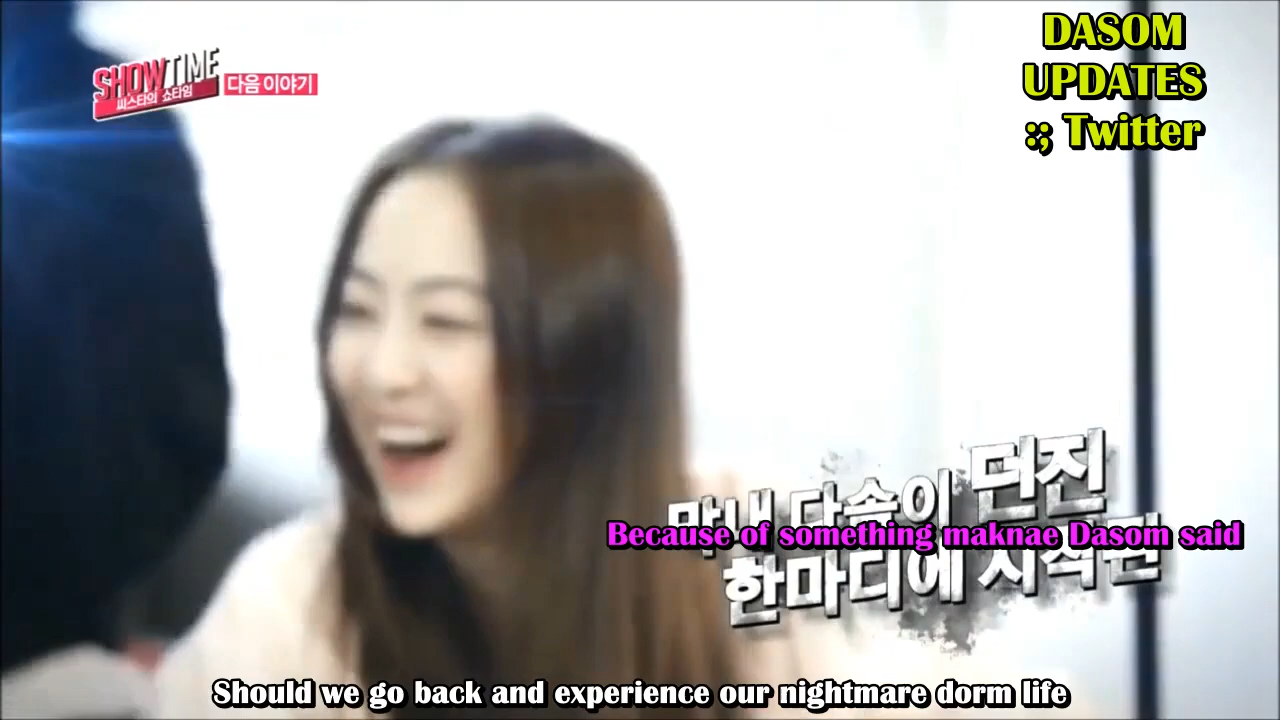 SHOWTIME
씨스타의 쇼타임
다음 이야기
DASOM
UPDATES
:; Twitter
막내 다솜이 던진
Because of something maknae Dasom said
한마디에 시작된
Should we go back and experience our nightmare dorm life